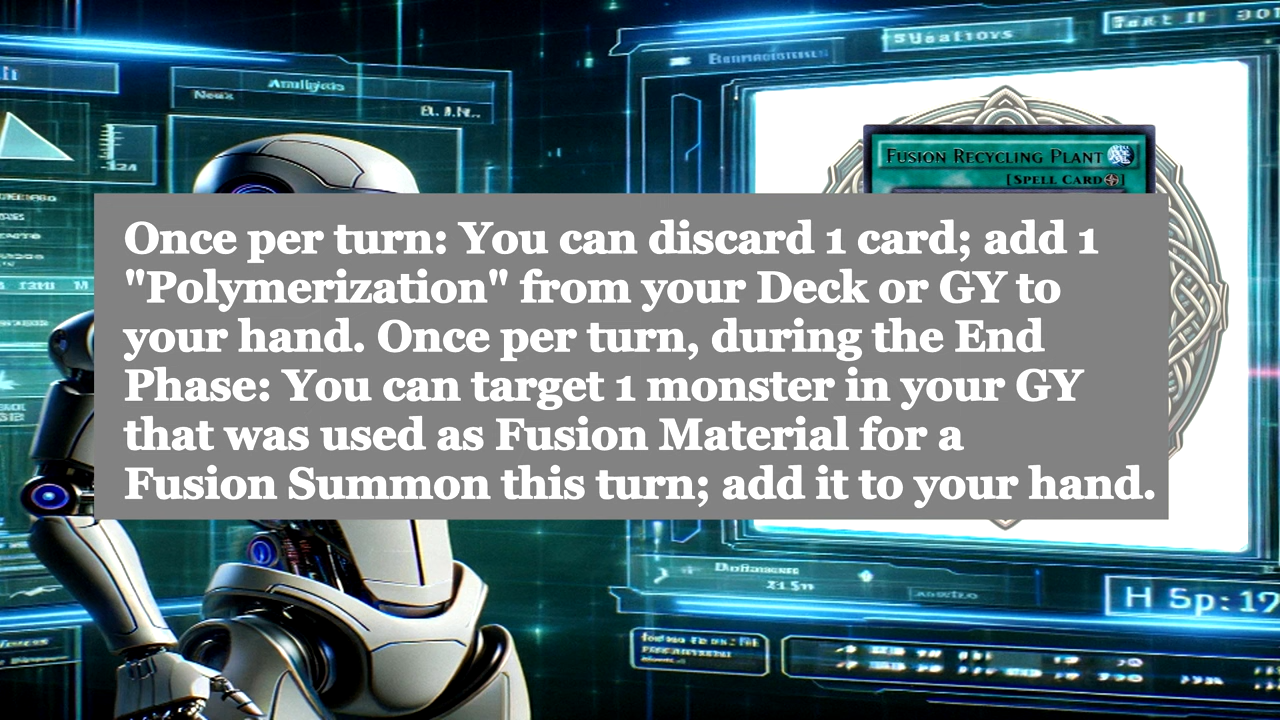 FUSION RECYCLING PLANT
[SPELL CARD]
Once per turn: You can discard 1 card; add 1
"Polymerization" from your Deck or GY to
your hand. Once per turn, during the End
Phase: You can target 1 monster in your GY
that was used as Fusion Material for a
Fusion Summon this turn; add it to your hand.
H Sp:17